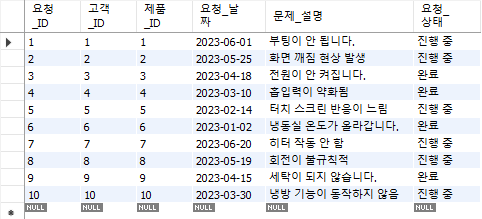 요청_ID 고객_ID 제품_ID 요청_날짜 문제_설명 요청_상태
1 1 1 2023-06-01 부팅이 안 됩니다. 진행 중
2 2 2 2023-05-25 화면 깨짐 현상 발생 진행 중
3 3 3 2023-04-18 전원이 안 켜집니다. 완료
4 4 4 2023-03-10 흡입력이 약화됨 완료
5 5 5 2023-02-14 터치 스크린 반응이 느림 진행 중
6 6 6 2023-01-02 냉동실 온도가 올라갑니다. 완료
7 7 7 2023-06-20 히터 작동 안 함 진행 중
8 8 8 2023-05-19 회전이 불규칙적 진행 중
9 9 9 2023-04-15 세탁이 되지 않습니다. 완료
10 10 10 2023-03-30 냉방 기능이 동작하지 않음 진행 중
NULL NULL NULL NULL NULL NULL